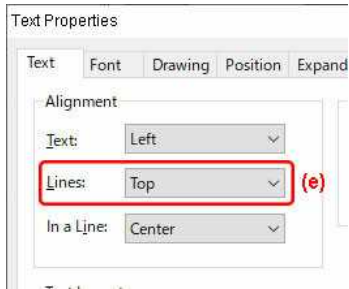 Text Properties
Text Font Drawing Position Expand
Alignment
Text: Left
Lines: Top (e)
In a Line: Center